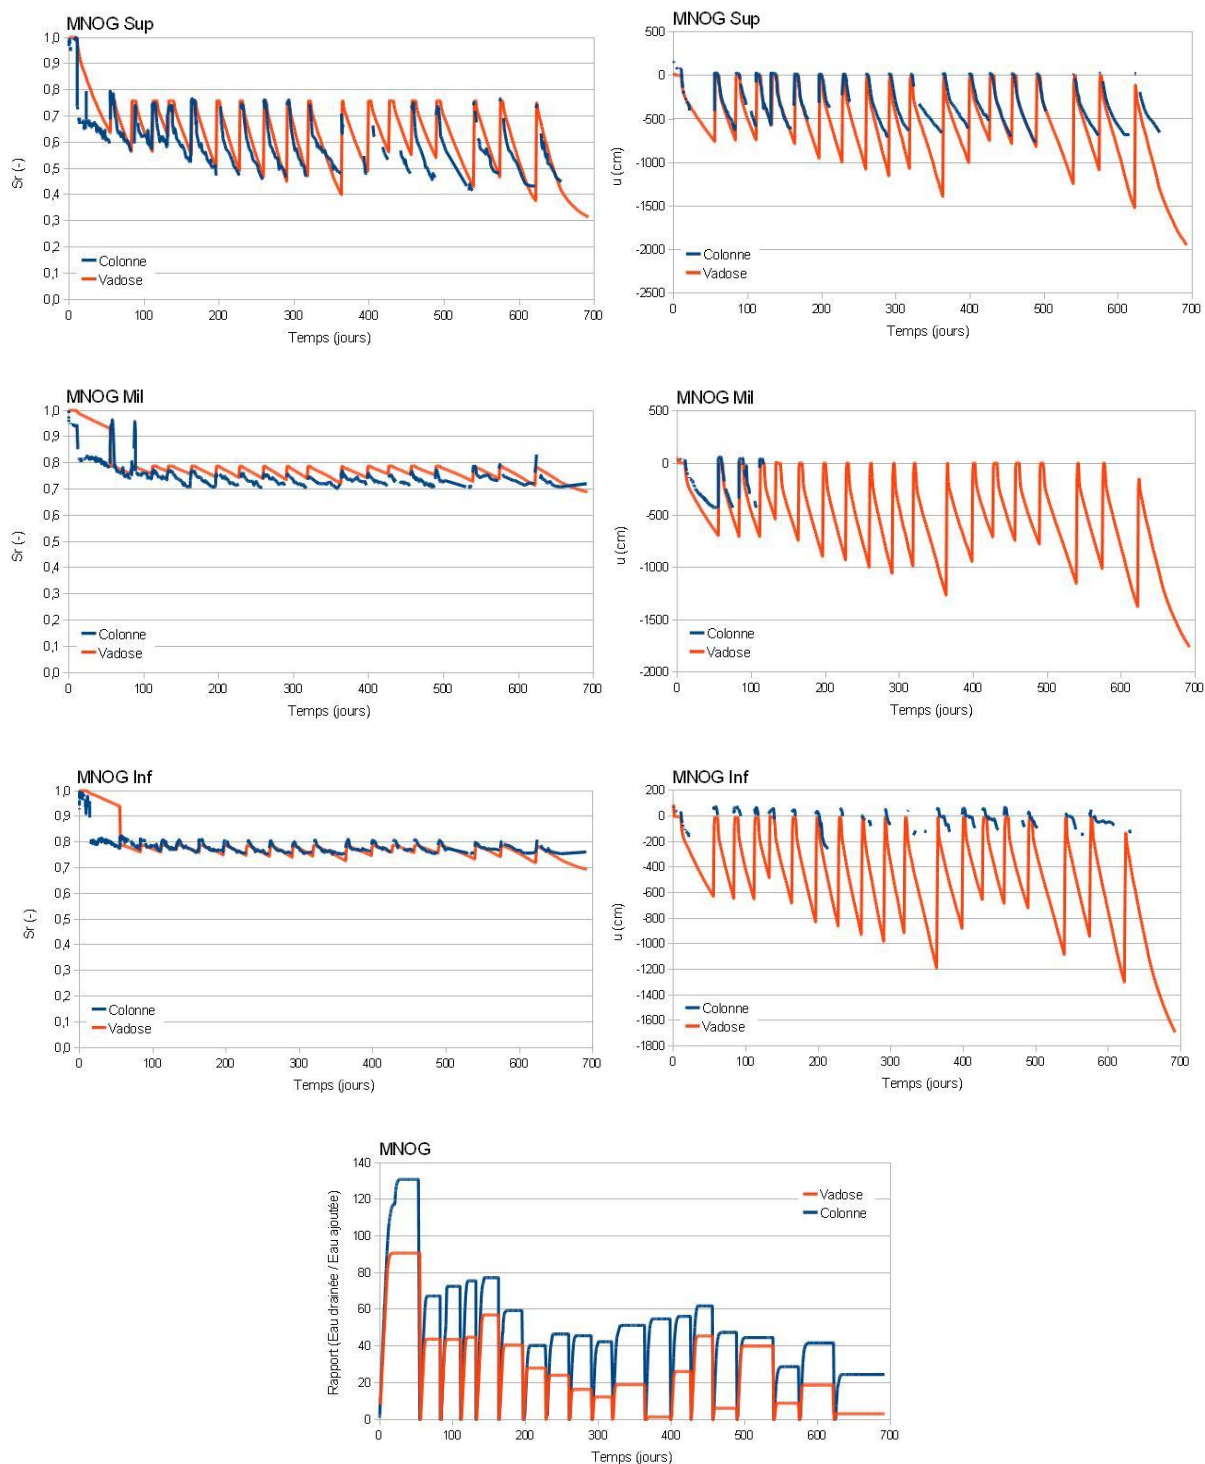 MNOG Sup
1,0
0,9
0,8
0,7
0,6
0,5
0,4
0,3
0,2
0,1
0,0
Sr (-)
Colonne
Vadose
0 100 200 300 400 500 600 700
Temps (jours)
MNOG Sup
500
0
-500
-1000
-1500
-2000
-2500
u (cm)
Colonne
Vadose
0 100 200 300 400 500 600 700
Temps (jours)
MNOG Mil
1,0
0,9
0,8
0,7
0,6
0,5
0,4
0,3
0,2
0,1
0,0
Sr (-)
Colonne
Vadose
0 100 200 300 400 500 600 700
Temps (jours)
MNOG Mil
500
0
-500
-1000
-1500
-2000
u (cm)
Colonne
Vadose
0 100 200 300 400 500 600 700
Temps (jours)
MNOG Inf
1,0
0,9
0,8
0,7
0,6
0,5
0,4
0,3
0,2
0,1
0,0
Sr (-)
Colonne
Vadose
0 100 200 300 400 500 600 700
Temps (jours)
MNOG Inf
200
0
-200
-400
-600
-800
-1000
-1200
-1400
-1600
-1800
u (cm)
Colonne
Vadose
0 100 200 300 400 500 600 700
Temps (jours)
MNOG
140
120
100
80
60
40
20
0
Rapport (Eau drainée / Eau ajoutée)
Vadose
Colonne
0 100 200 300 400 500 600 700
Temps (jours)